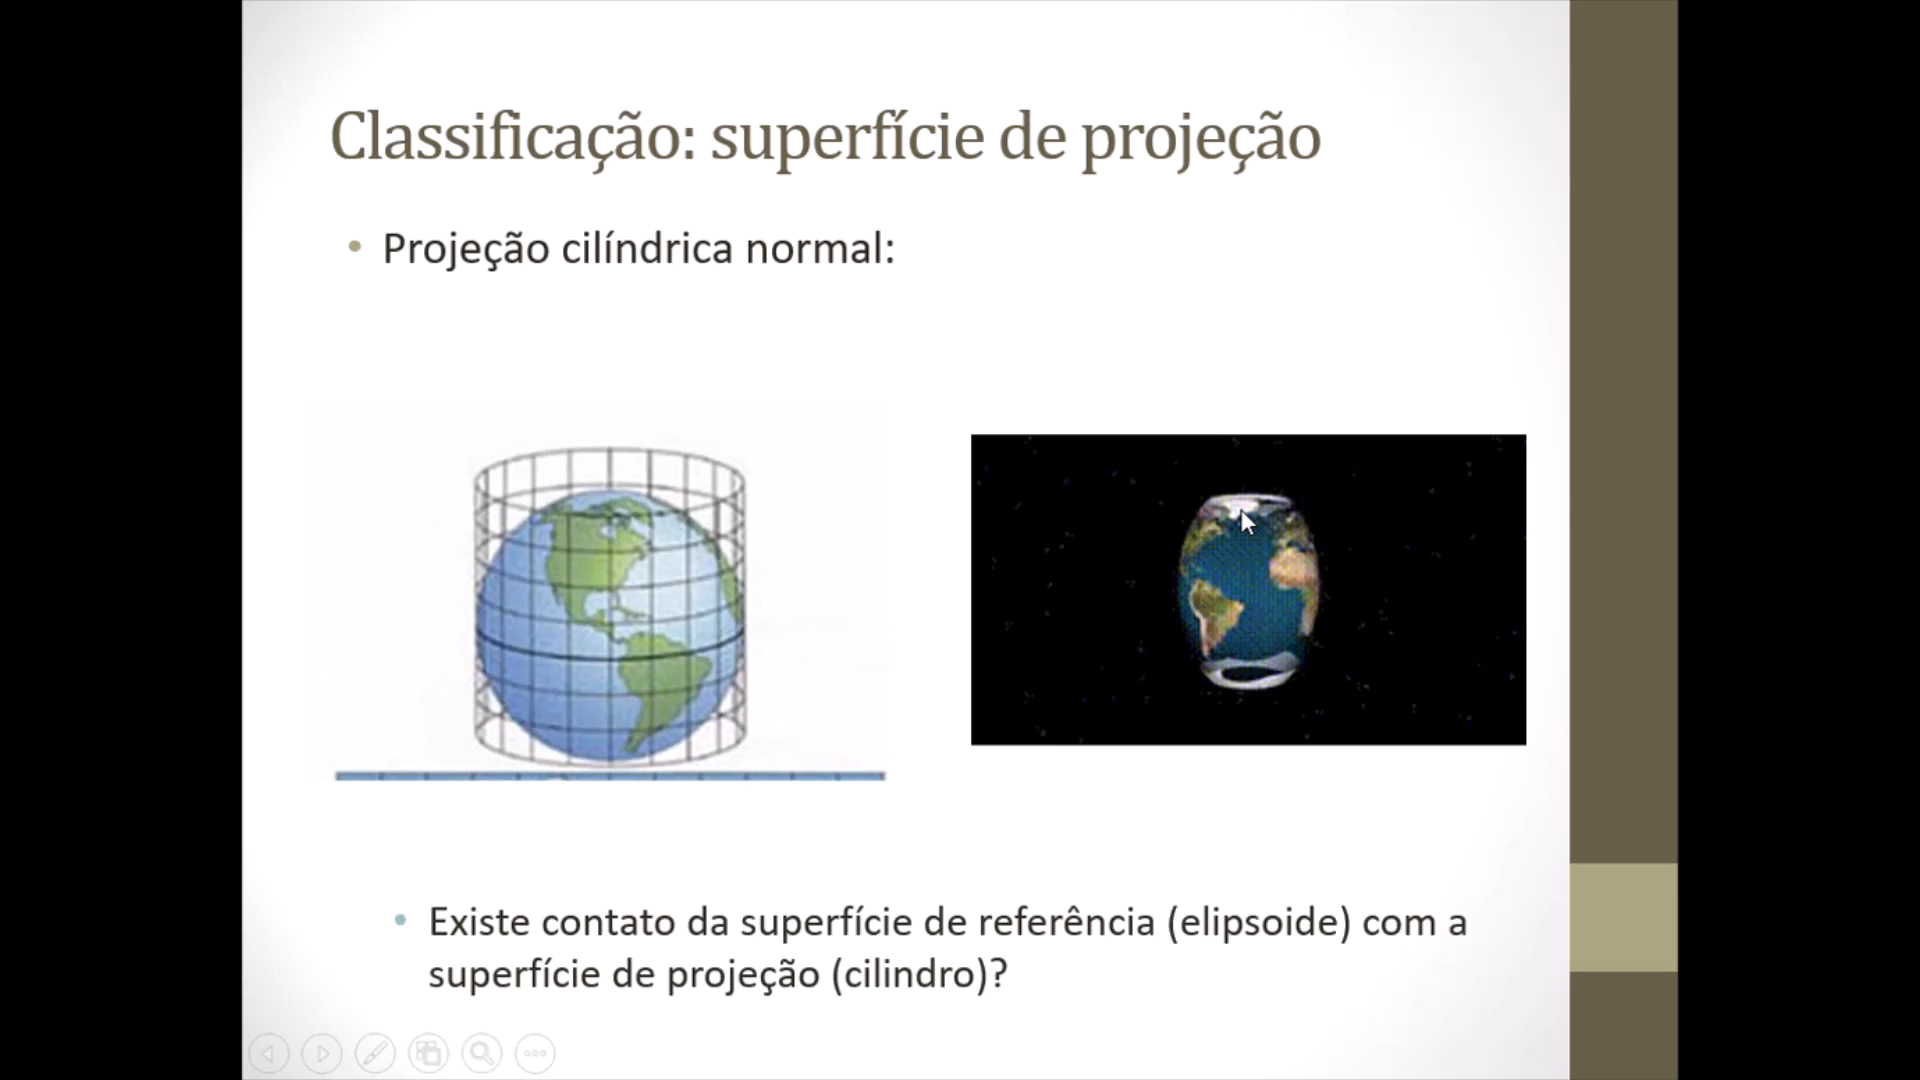 Classificação: superfície de projeção
• Projeção cilíndrica normal:
• Existe contato da superfície de referência (elipsoide) com a
superfície de projeção (cilindro)?